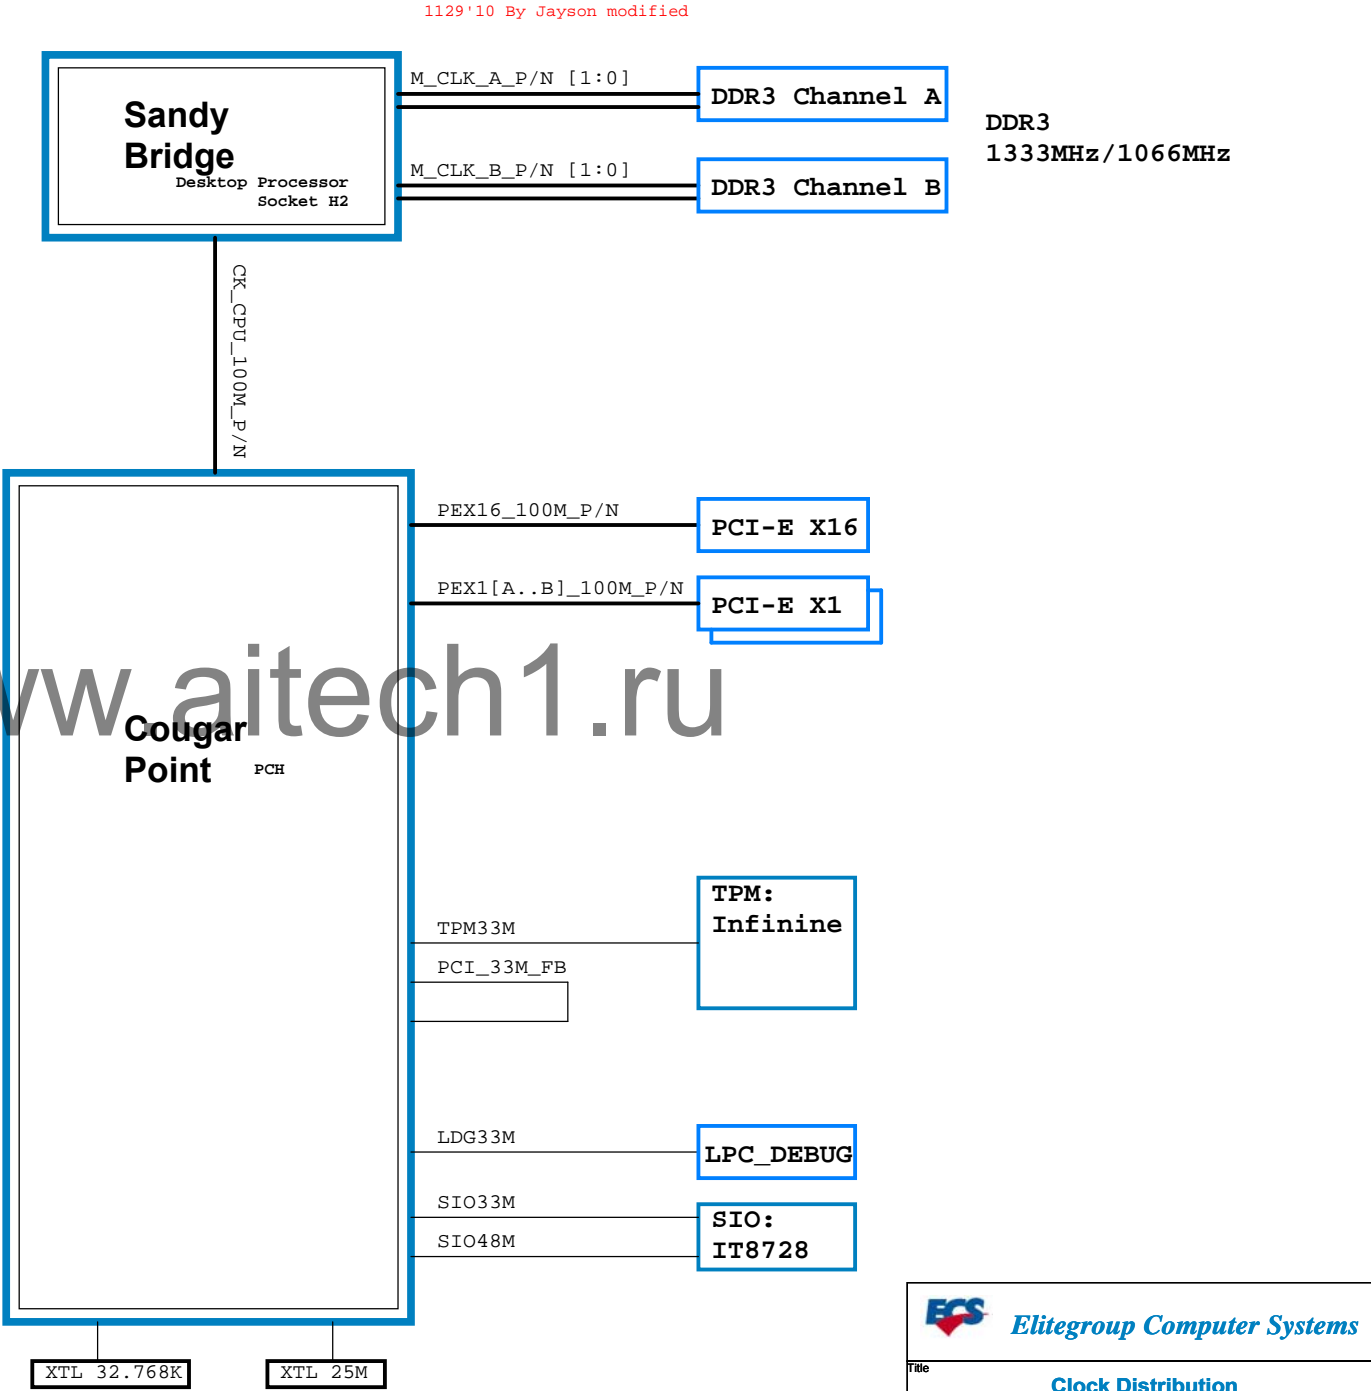 1129'10 By Jayson modified
Sandy
Bridge
Desktop Processor
Socket H2
M_CLK_A_P/N [1:0]
DDR3 Channel A
M_CLK_B_P/N [1:0]
DDR3 Channel B
DDR3
1333MHz/1066MHz
CK_CPU_100M_P/N
PEX16_100M_P/N
PCI-E X16
PEX1[A..B]_100M_P/N
PCI-E X1
w.aitech1.ru
Cougar
Point
PCH
TPM33M
TPM:
Infinine
PCI_33M_FB
LDG33M
LPC_DEBUG
SIO33M
SIO48M
SIO:
IT8728
XTL 32.768K
XTL 25M
ECS
Elitegroup Computer Systems
Title
Clock Distribution